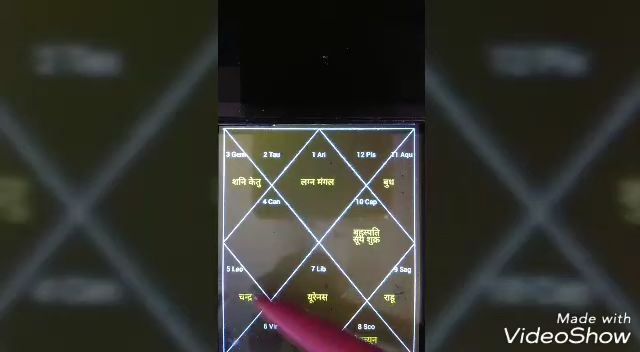 3 Gem 2 Tau 1 Ari 12 Pis 11 Aqu
शनि केतु लग्न मंगल बुध
4 Can 10 Cap
बृहस्पति
सूर्य शुक्र
5 Leo 7 Lib 9 Sag
चन्द्र यूरेनस राहू
6 Vir 8 Sco
Made with
VideoShow